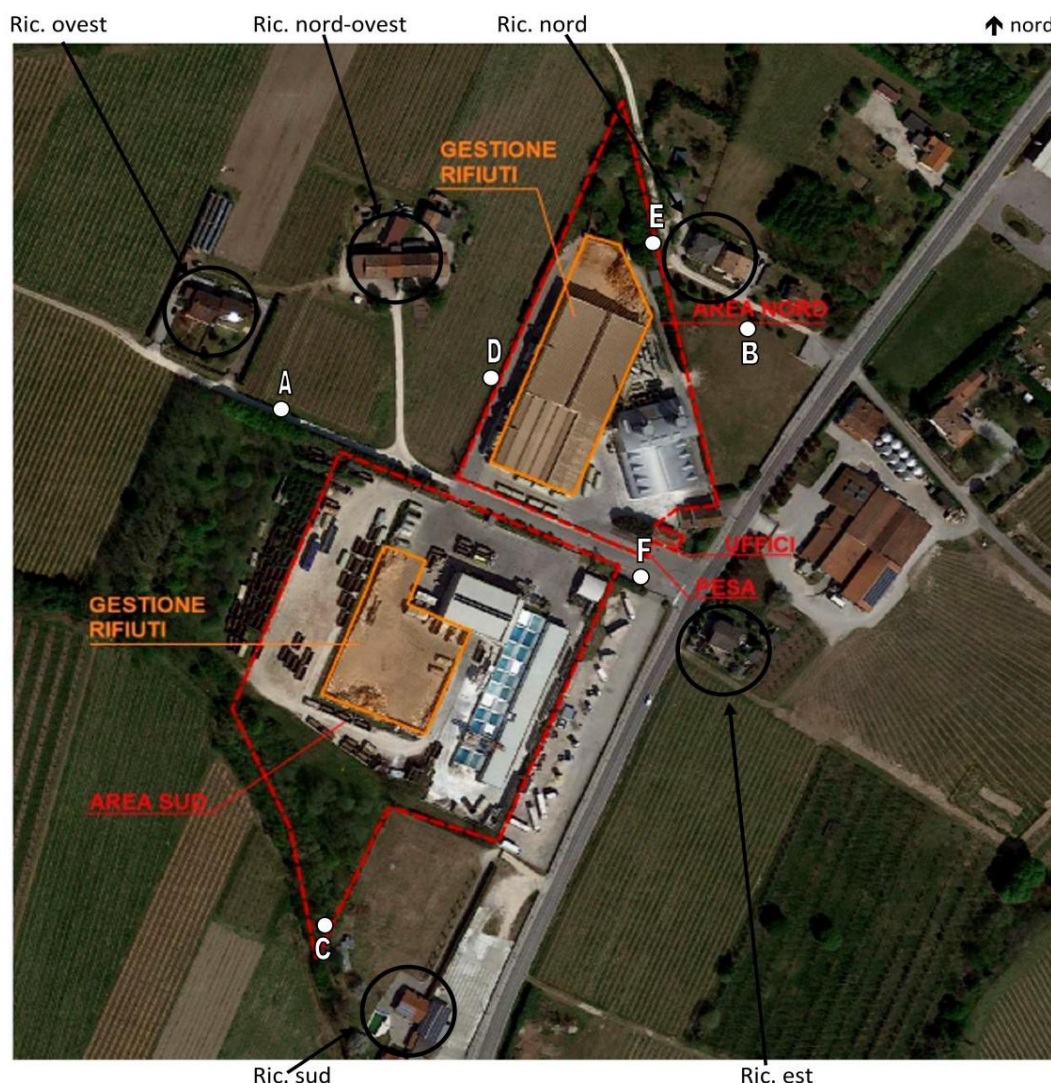 Ric. ovest
Ric. nord-ovest
Ric. nord
↑ nord
GESTIONE
RIFIUTI
E
AREA NORD
B
D
A
F
UFFICI
PESA
GESTIONE
RIFIUTI
AREA SUD
C
Ric. sud
Ric. est